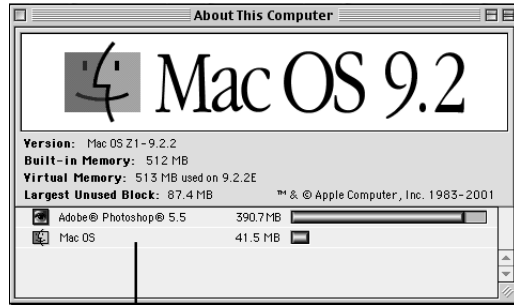 About This Computer
Mac OS 9.2
Version: Mac OS Z1-9.2.2
Built-in Memory: 512 MB
Virtual Memory: 513 MB used on 9.2.2E
Largest Unused Block: 87.4 MB ™ & © Apple Computer, Inc. 1983-2001
Adobe® Photoshop® 5.5 390.7 MB
Mac OS 41.5 MB